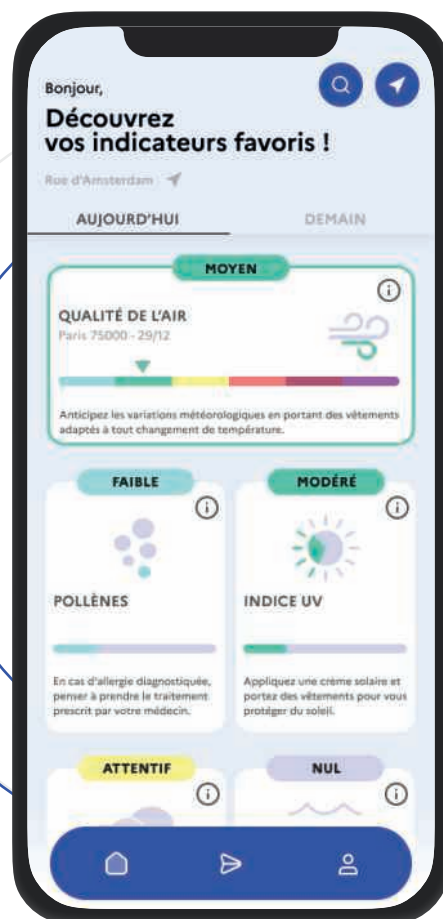 Bonjour,
Découvrez
vos indicateurs favoris !
Rue d'Amsterdam
AUJOURD'HUI
DEMAIN
MOYEN
QUALITÉ DE L'AIR
Paris 75000 - 29/12
Anticipez les variations météorologiques en portant des vêtements
adaptés à tout changement de température.
FAIBLE
POLLÈNES
En cas d'allergie diagnostiquée,
penser à prendre le traitement
prescrit par votre médecin.
MODÉRÉ
INDICE UV
Appliquez une crème solaire et
portez des vêtements pour vous
protéger du soleil.
ATTENTIF
NUL